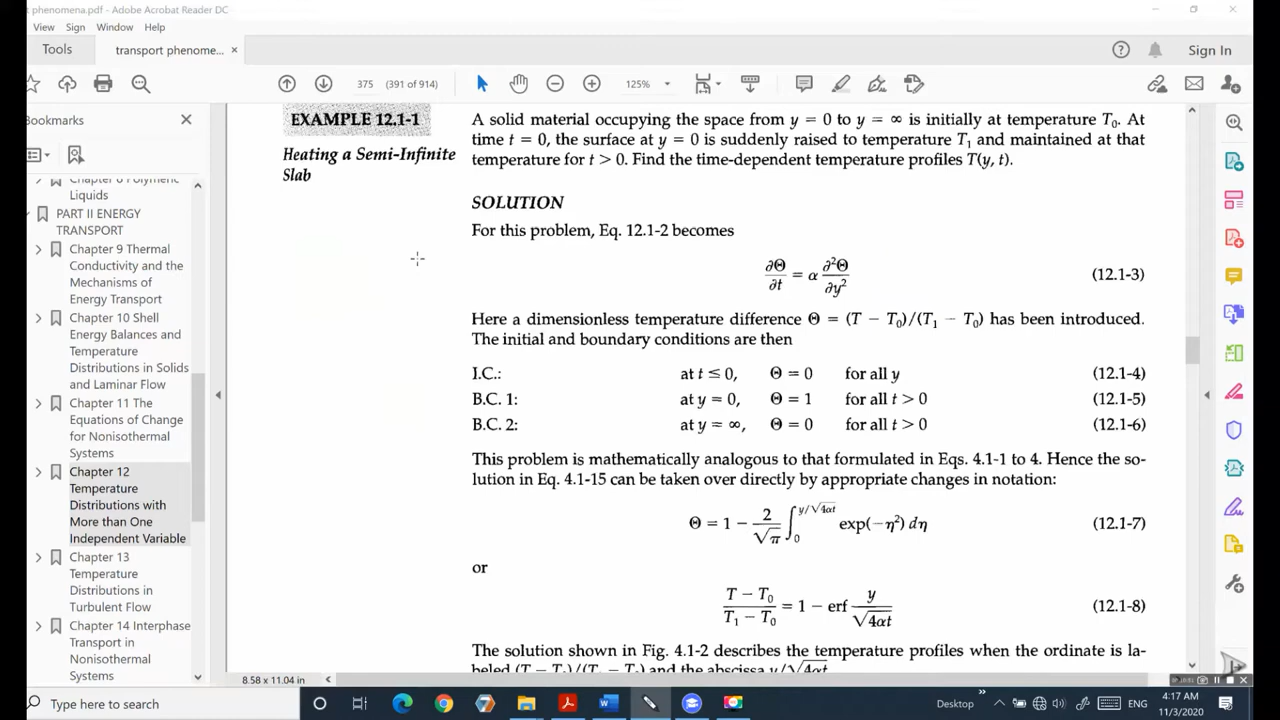 t phenomena.pdf - Adobe Acrobat Reader DC
View Sign Window Help
Tools transport phenome... ×
375 (391 of 914) 125% Sign In
Bookmarks
Liquids
PART II ENERGY
TRANSPORT
Chapter 9 Thermal
Conductivity and the
Mechanisms of
Energy Transport
Chapter 10 Shell
Energy Balances and
Temperature
Distributions in Solids
and Laminar Flow
Chapter 11 The
Equations of Change
for Nonisothermal
Systems
Chapter 12
Temperature
Distributions with
More than One
Independent Variable
Chapter 13
Temperature
Distributions in
Turbulent Flow
Chapter 14 Interphase
Transport in
Nonisothermal
Systems
EXAMPLE 12.1-1
Heating a Semi-Infinite
Slab
A solid material occupying the space from y = 0 to y = ∞ is initially at temperature T₀. At
time t = 0, the surface at y = 0 is suddenly raised to temperature T₁ and maintained at that
temperature for t > 0. Find the time-dependent temperature profiles T(y, t).
SOLUTION
For this problem, Eq. 12.1-2 becomes
∂Θ/∂t = α ∂²Θ/∂y² (12.1-3)
Here a dimensionless temperature difference Θ = (T − T₀)/(T₁ − T₀) has been introduced.
The initial and boundary conditions are then
I.C.: at t ≤ 0, Θ = 0 for all y (12.1-4)
B.C. 1: at y = 0, Θ = 1 for all t > 0 (12.1-5)
B.C. 2: at y = ∞, Θ = 0 for all t > 0 (12.1-6)
This problem is mathematically analogous to that formulated in Eqs. 4.1-1 to 4. Hence the so-
lution in Eq. 4.1-15 can be taken over directly by appropriate changes in notation:
Θ = 1 − 2/√π ∫₀^(y/√4αt) exp(−η²) dη (12.1-7)
or
(T − T₀)/(T₁ − T₀) = 1 − erf y/√4αt (12.1-8)
The solution shown in Fig. 4.1-2 describes the temperature profiles when the ordinate is la-
and the abscissa y/√4αt
8.58 x 11.04 in
Type here to search
Desktop ENG
4:17 AM
11/3/2020